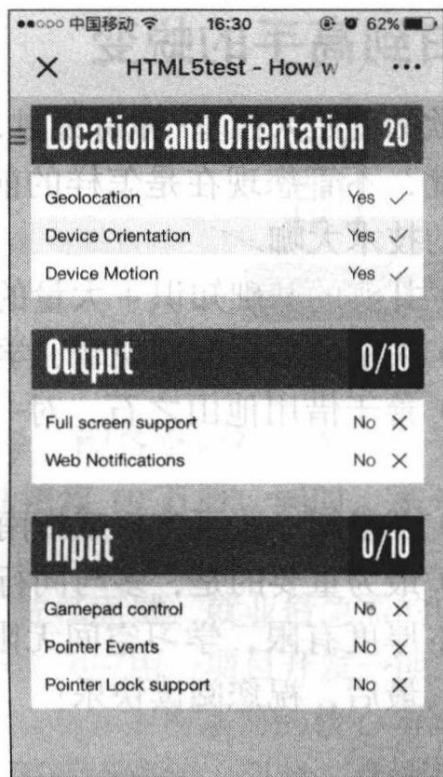 中国移动 16:30 62%
HTML5test - How w
Location and Orientation 20
Geolocation Yes ✓
Device Orientation Yes ✓
Device Motion Yes ✓
Output 0/10
Full screen support No ×
Web Notifications No ×
Input 0/10
Gamepad control No ×
Pointer Events No ×
Pointer Lock support No ×